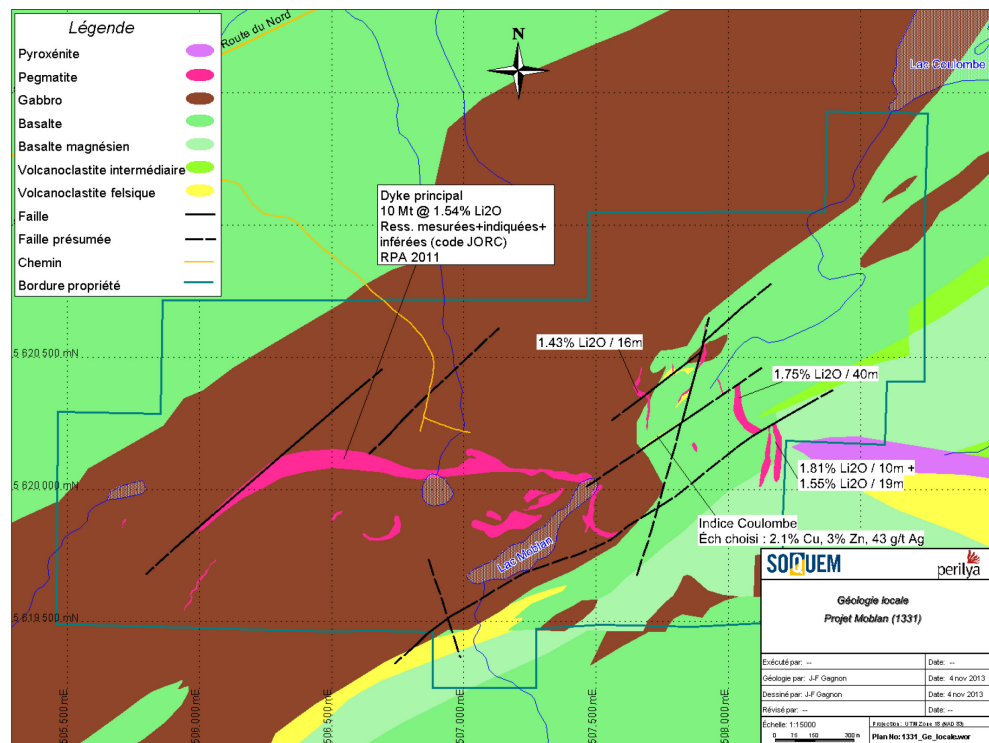 Légende
Pyroxénite
Pegmatite
Gabbro
Basalte
Basalte magnésien
Volcanoclastite intermédiaire
Volcanoclastite felsique
Faille
Faille présumée
Chemin
Bordure propriété
Route du Nord
N
Lac Coulombe
Dyke principal
10 Mt @ 1.54% Li2O
Ress. mesurées+indiquées+
inférées (code JORC)
RPA 2011
5 620 500 mN
1.43% Li2O / 16m
1.75% Li2O / 40m
1.81% Li2O / 10m +
1.55% Li2O / 19m
5 620 000 mN
Lac Moblan
Indice Coulombe
Éch choisi : 2.1% Cu, 3% Zn, 43 g/t Ag
5 619 500 mN
505 500 mE
506 000 mE
506 500 mE
507 000 mE
507 500 mE
508 000 mE
SOQUEM
perilya
Géologie locale
Projet Moblan (1331)
Exécuté par: --
Date: --
Géologie par: J-F Gagnon
Date: 4 nov 2013
Dessiné par: J-F Gagnon
Date: 4 nov 2013
Révisé par: --
Date: --
Échelle: 1:15000
Projection: UTM Zone 18 (NAD 83)
Plan No: 1331_Ge_locale.wor